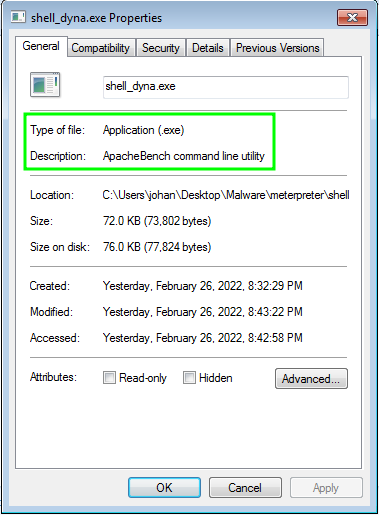 shell_dyna.exe Properties
General Compatibility Security Details Previous Versions
shell_dyna.exe
Type of file: Application (.exe)
Description: ApacheBench command line utility
Location: C:\Users\johan\Desktop\Malware\meterpreter\shell
Size: 72.0 KB (73,802 bytes)
Size on disk: 76.0 KB (77,824 bytes)
Created: Yesterday, February 26, 2022, 8:32:29 PM
Modified: Yesterday, February 26, 2022, 8:43:22 PM
Accessed: Yesterday, February 26, 2022, 8:42:58 PM
Attributes: Read-only Hidden Advanced...
OK Cancel Apply